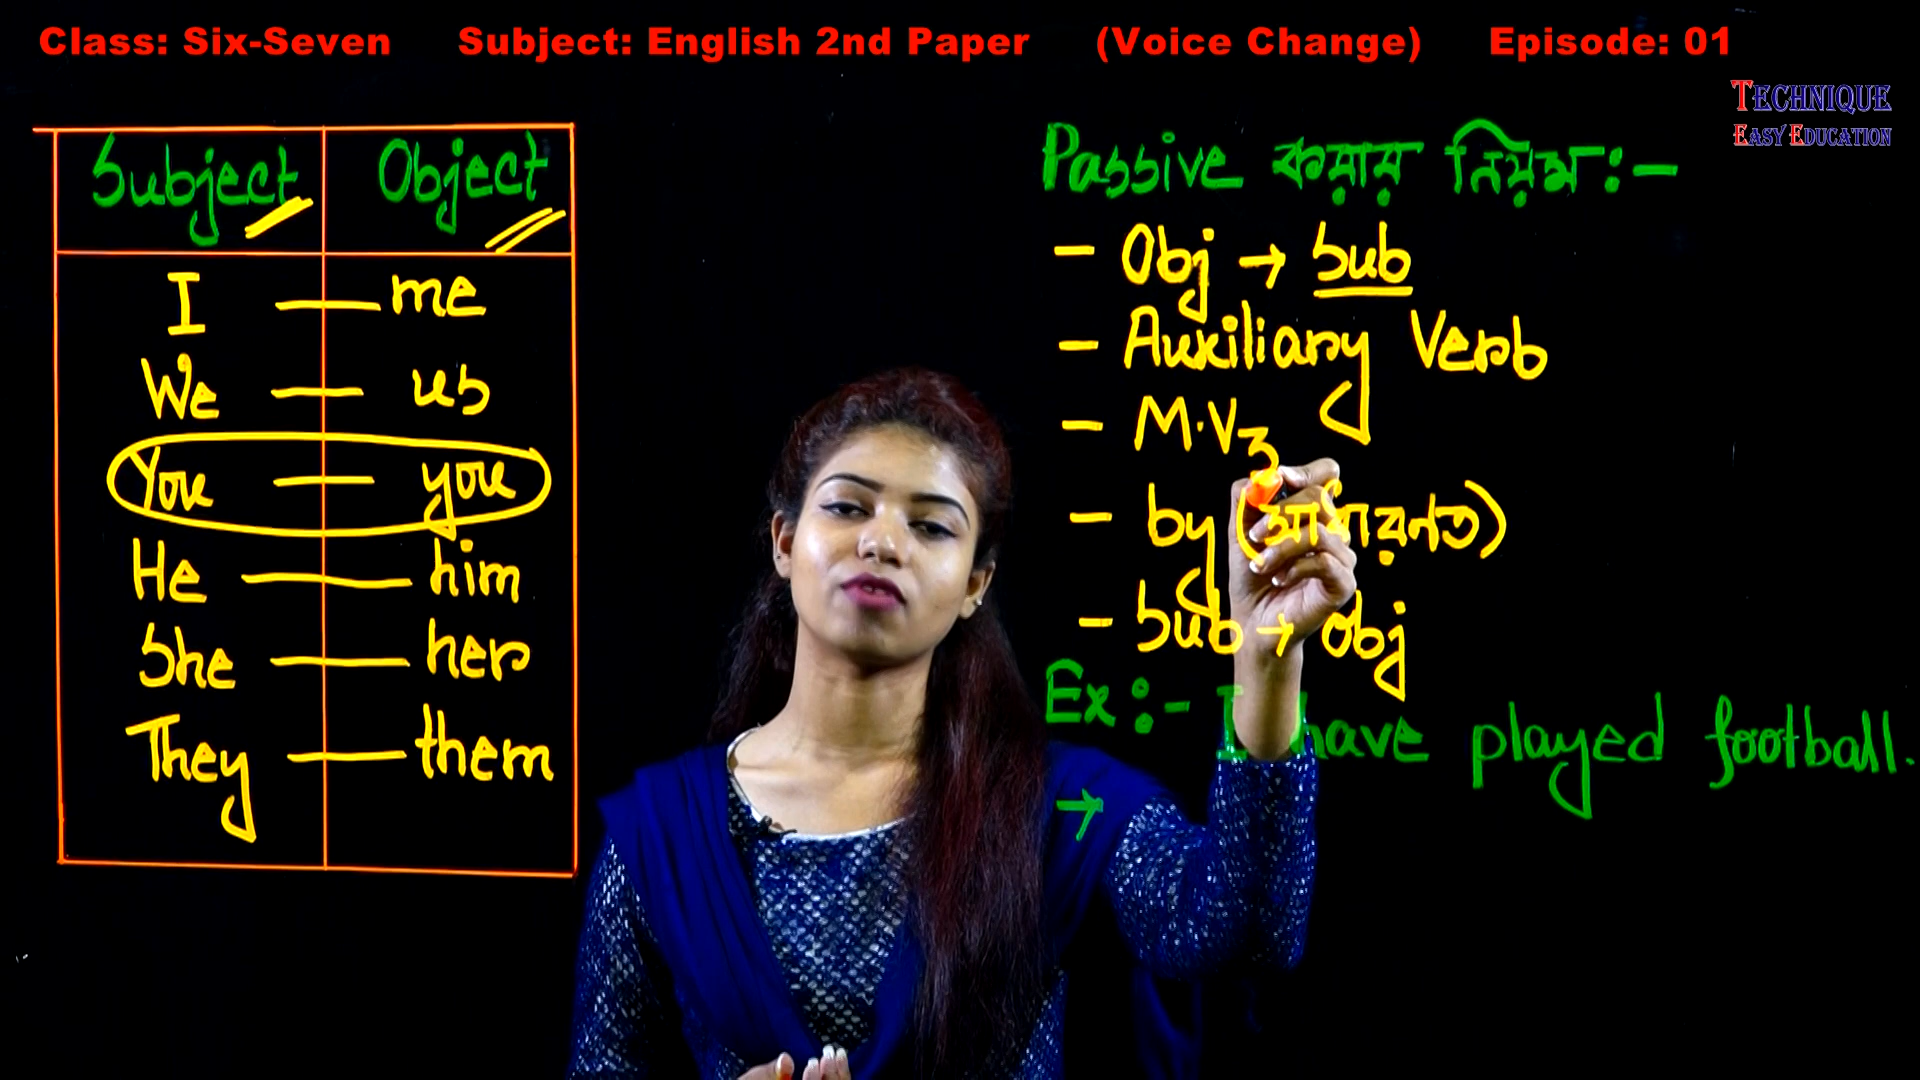 Class: Six-Seven Subject: English 2nd Paper (Voice Change) Episode: 01
TECHNIQUE
EASY EDUCATION
Subject Object
I — me
We — us
You — you
He — him
She — her
They — them
Passive করার নিয়ম :-
- Obj → Sub
- Auxiliary Verb
- M.V3
- by (সাধারনত)
- Sub → Obj
Ex :- I have played football.
→